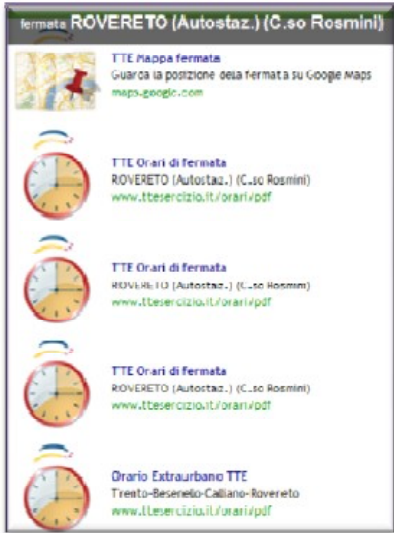 fermata ROVERETO (Autostaz.) (C.so Rosmini)
TTE Mappa fermata
Guarda la posizione della fermata su Google Maps
maps.google.com
TTE Orari di fermata
ROVERETO (Autostaz.) (C.so Rosmini)
www.ttesercizio.it/orari/pdf
TTE Orari di fermata
ROVERETO (Autostaz.) (C.so Rosmini)
www.ttesercizio.it/orari/pdf
TTE Orari di fermata
ROVERETO (Autostaz.) (C.so Rosmini)
www.ttesercizio.it/orari/pdf
Orario Extraurbano TTE
Trento-Besenello-Calliano-Rovereto
www.ttesercizio.it/orari/pdf